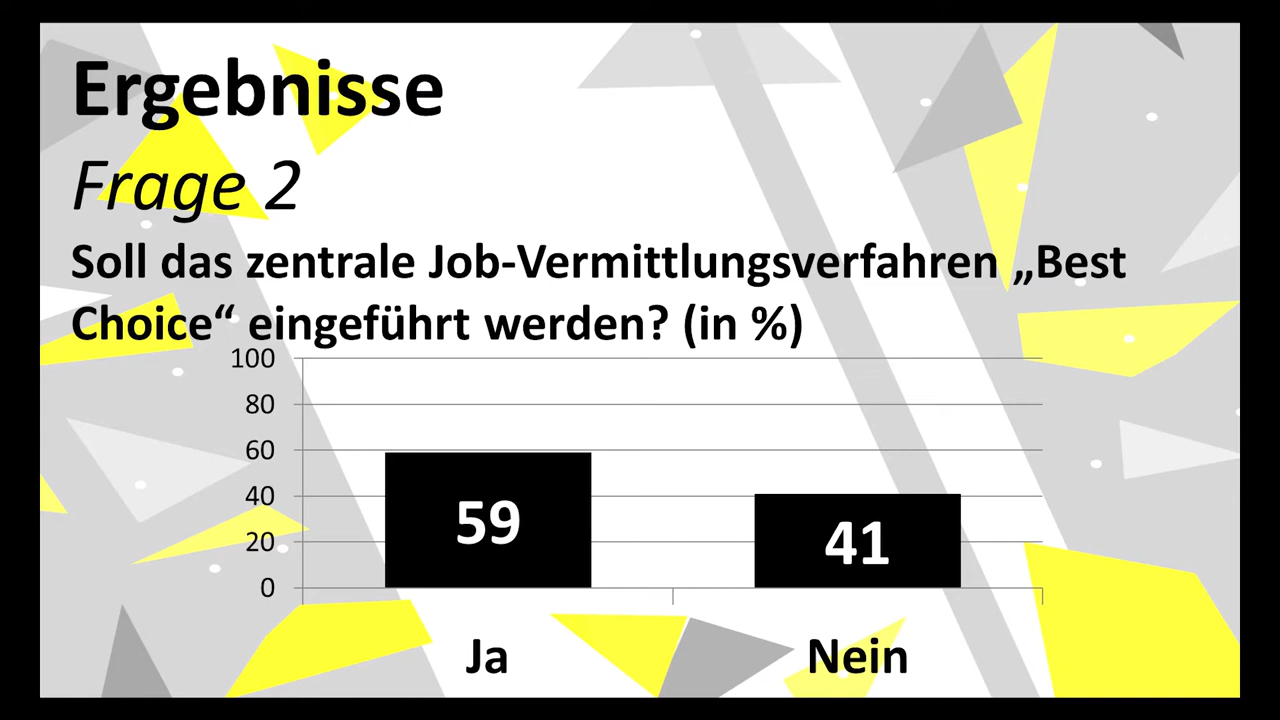 Ergebnisse
Frage 2
Soll das zentrale Job-Vermittlungsverfahren „Best
Choice“ eingeführt werden? (in %)
100
80
60
40
20
0
59
41
Ja
Nein